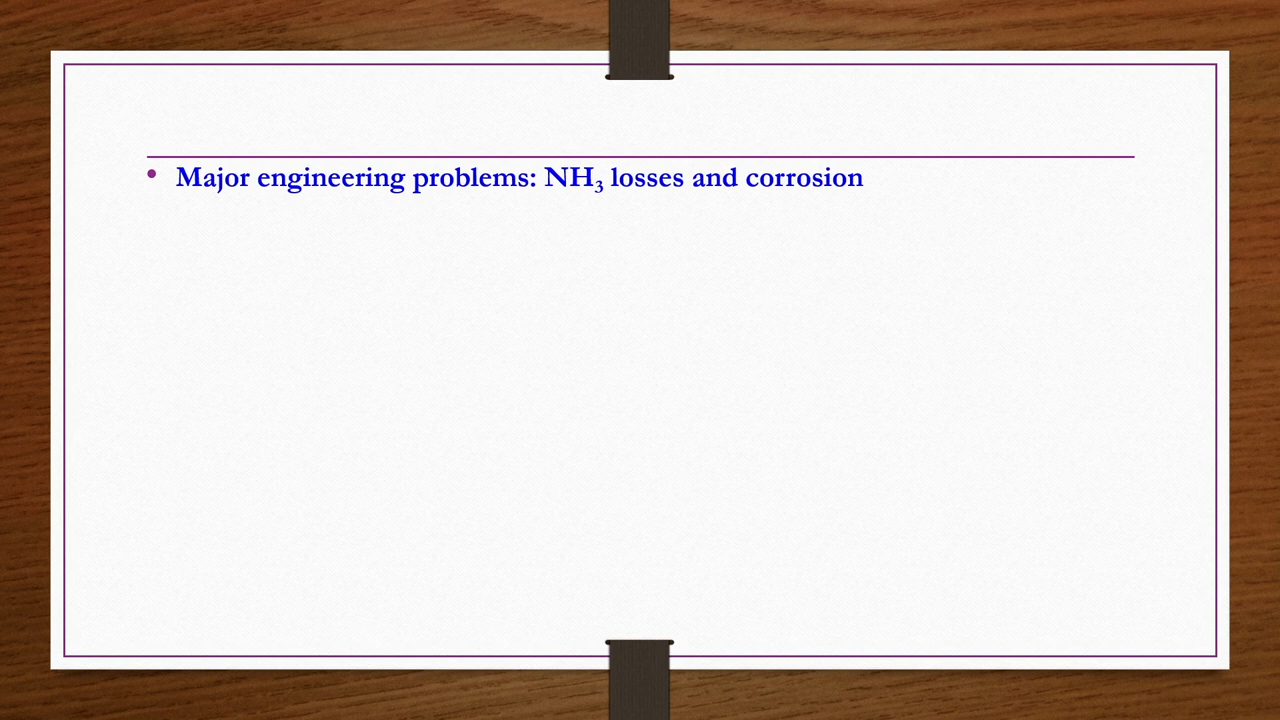 • Major engineering problems: NH₃ losses and corrosion